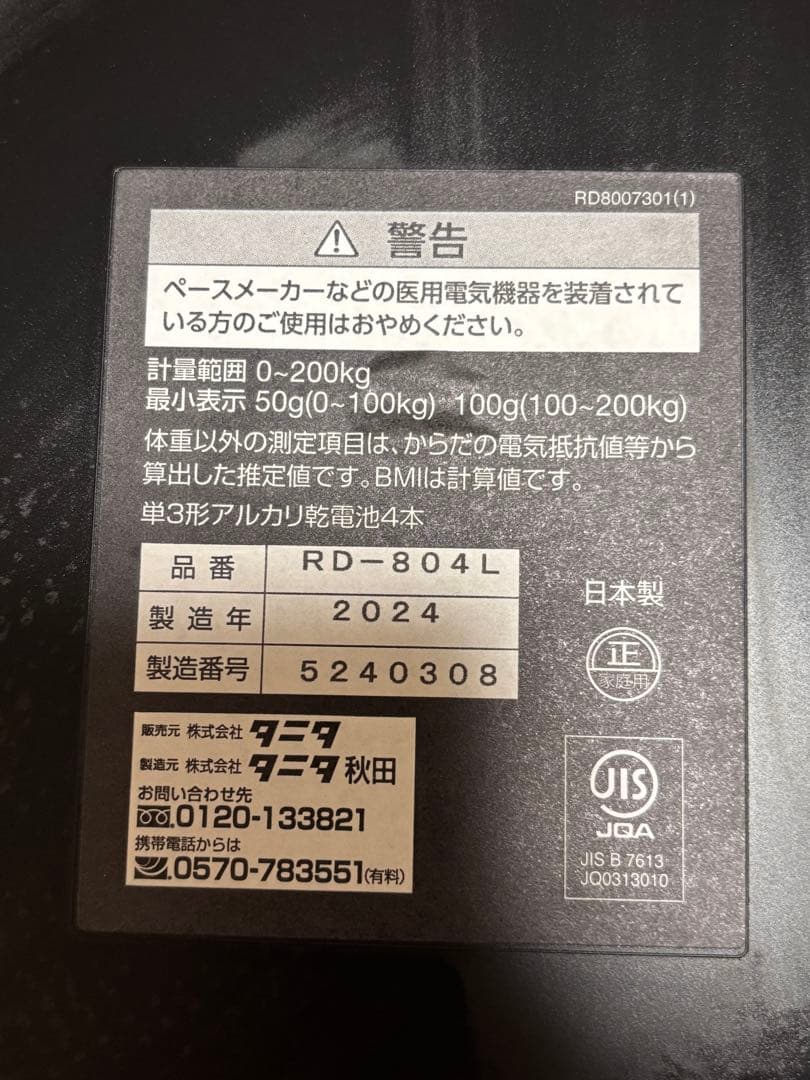 RD8007301(1)
警告
ペースメーカーなどの医用電気機器を装着されて
いる方のご使用はおやめください。
計量範囲 0~200kg
最小表示 50g(0~100kg) 100g(100~200kg)
体重以外の測定項目は、からだの電気抵抗値等から
算出した推定値です。BMIは計算値です。
単3形アルカリ乾電池4本
品番 RD-804L
製造年 2024
製造番号 5240308
日本製
正
家庭用
販売元 株式会社 タニタ
製造元 株式会社 タニタ秋田
お問い合わせ先
0120-133821
携帯電話からは
0570-783551(有料)
JIS
JQA
JIS B 7613
JQ0313010